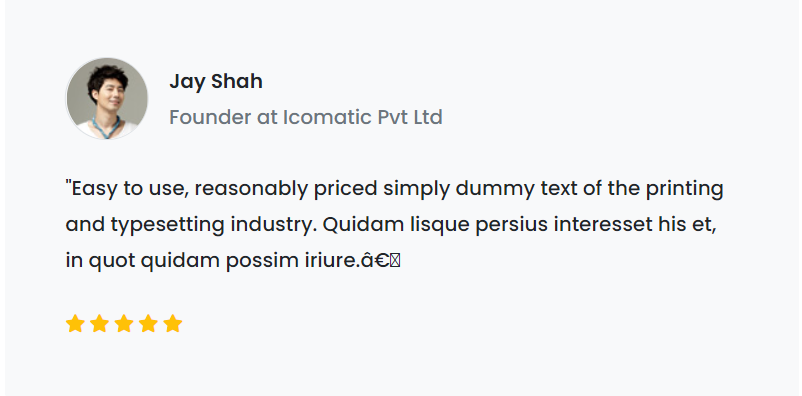 Jay Shah
Founder at Icomatic Pvt Ltd
"Easy to use, reasonably priced simply dummy text of the printing
and typesetting industry. Quidam lisque persius interesset his et,
in quot quidam possim iriure.â€